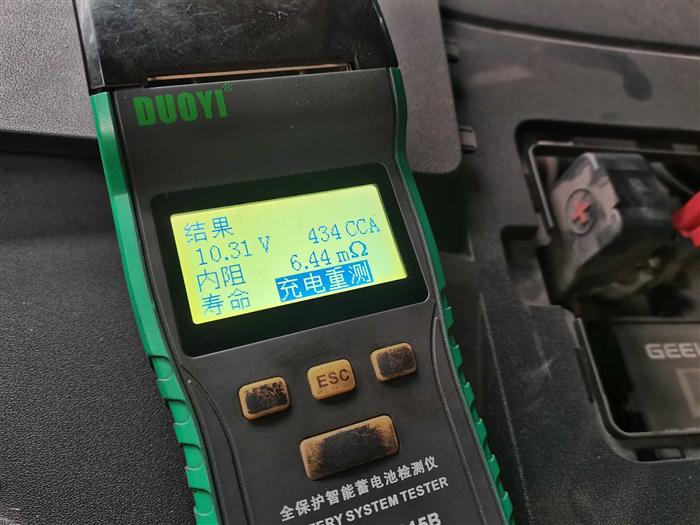 DUOYI®
结果
10.31 V 434 CCA
内阻 6.44 mΩ
寿命 充电重测
ESC
全保护智能蓄电池检测仪
ERY SYSTEM TESTER
15B
GEE